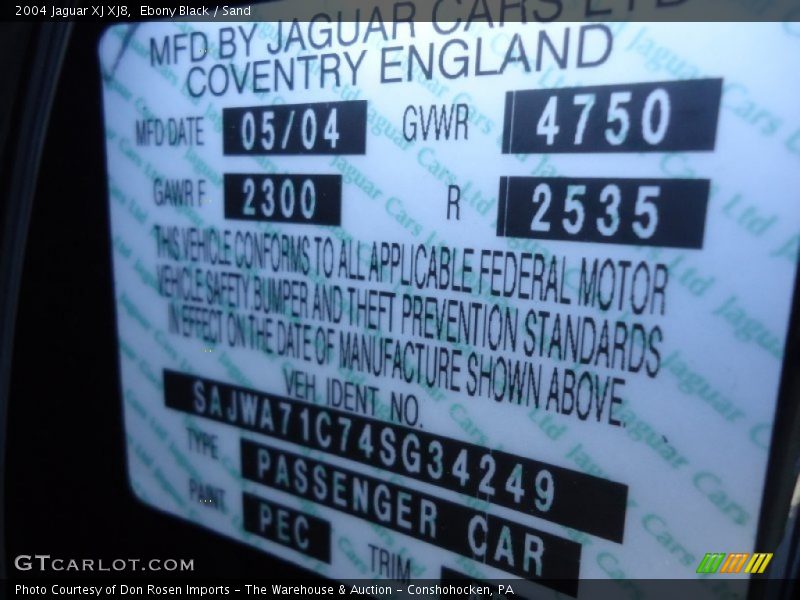 2004 Jaguar XJ XJ8, Ebony Black / Sand
MFD BY JAGUAR CARS LTD
COVENTRY ENGLAND
MFD DATE 05/04 GVWR 4750
GAWR F 2300 R 2535
THIS VEHICLE CONFORMS TO ALL APPLICABLE FEDERAL MOTOR
VEHICLE SAFETY BUMPER AND THEFT PREVENTION STANDARDS
IN EFFECT ON THE DATE OF MANUFACTURE SHOWN ABOVE.
VEH. IDENT. NO.
SAJWA71C74SG34249
TYPE PASSENGER CAR
PAINT PEC TRIM
GTCARLOT.COM
Photo Courtesy of Don Rosen Imports - The Warehouse & Auction - Conshohocken, PA